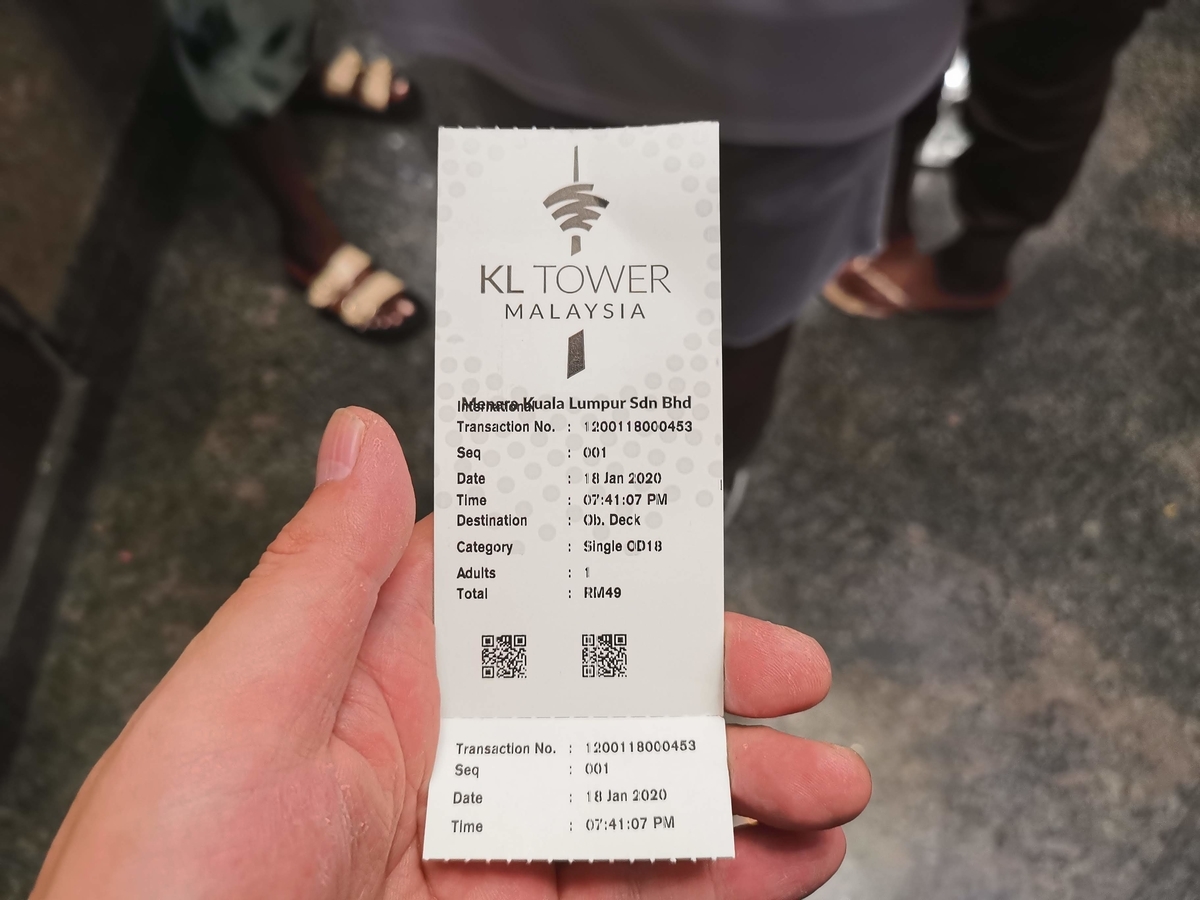 KL TOWER
MALAYSIA
Menara Kuala Lumpur Sdn Bhd
International
Transaction No. : 1200118000453
Seq : 001
Date : 18 Jan 2020
Time : 07:41:07 PM
Destination : Ob. Deck
Category : Single OD18
Adults : 1
Total : RM49
Transaction No. : 1200118000453
Seq : 001
Date : 18 Jan 2020
Time : 07:41:07 PM